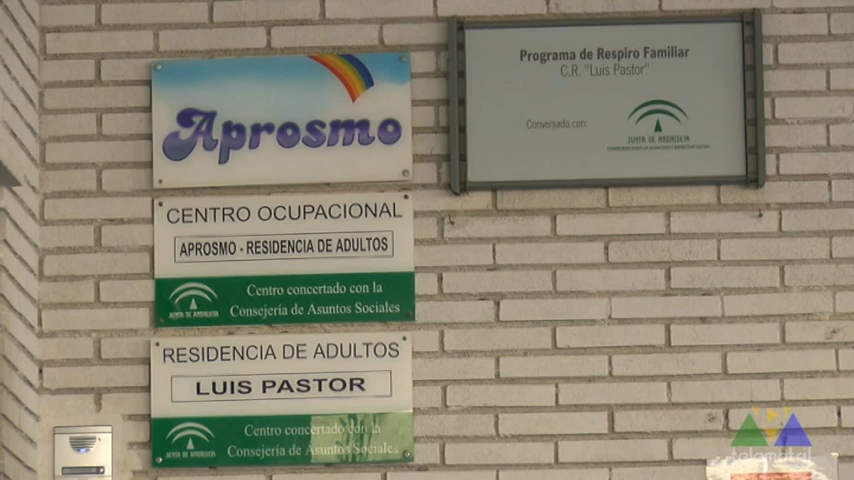 Aprosmo
CENTRO OCUPACIONAL
APROSMO - RESIDENCIA DE ADULTOS
Centro concertado con la
Consejería de Asuntos Sociales
JUNTA DE ANDALUCIA
RESIDENCIA DE ADULTOS
LUIS PASTOR
Centro concertado con la
Consejería de Asuntos Sociales
JUNTA DE ANDALUCIA
Programa de Respiro Familiar
C.R. "Luis Pastor"
Conveniado con:
JUNTA DE ANDALUCIA
telemotril